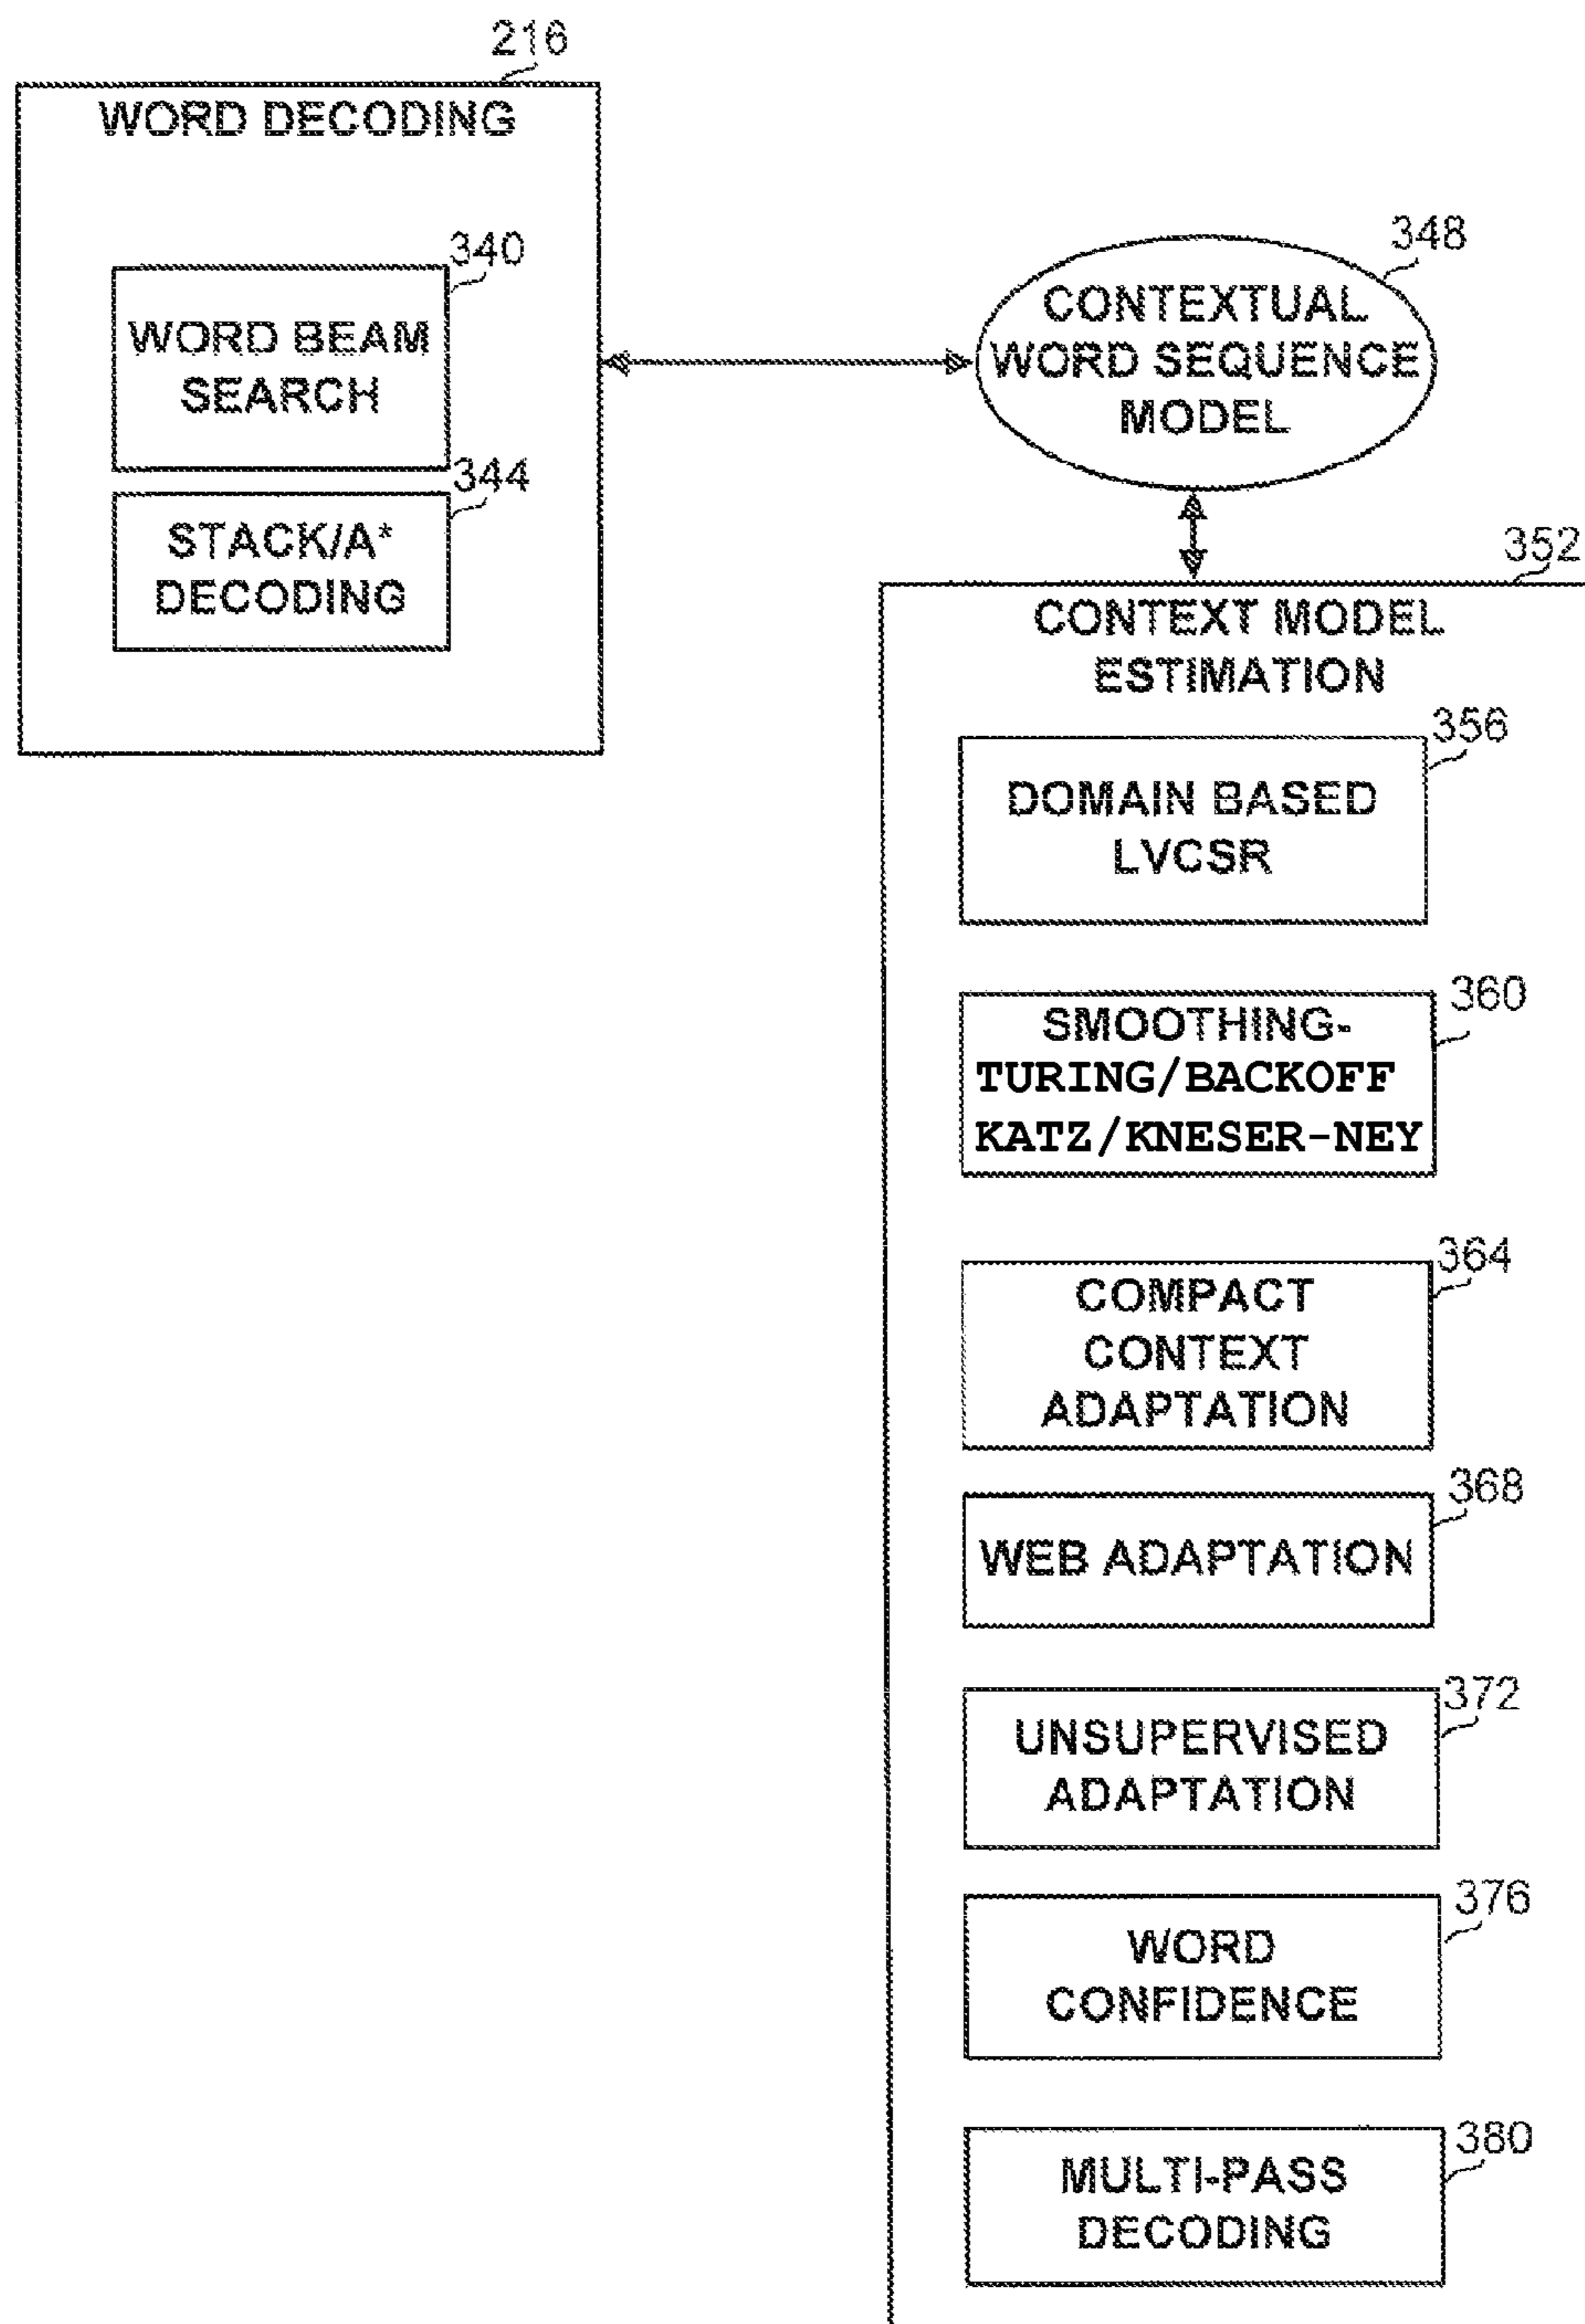 216
WORD DECODING
340
WORD BEAM
SEARCH
344
STACK/A*
DECODING
348
CONTEXTUAL
WORD SEQUENCE
MODEL
352
CONTEXT MODEL
ESTIMATION
356
DOMAIN BASED
LVCSR
360
SMOOTHING-
TURING/BACKOFF
KATZ/KNESER-NEY
364
COMPACT
CONTEXT
ADAPTATION
368
WEB ADAPTATION
372
UNSUPERVISED
ADAPTATION
376
WORD
CONFIDENCE
380
MULTI-PASS
DECODING